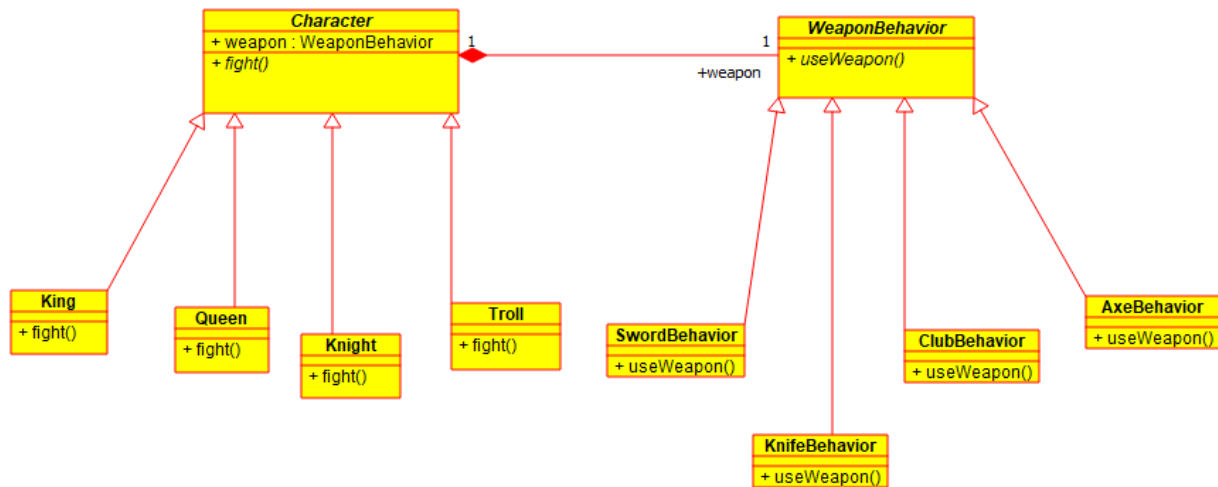 Character
+ weapon : WeaponBehavior
+ fight()
1
1
+weapon
WeaponBehavior
+ useWeapon()
King
+ fight()
Queen
+ fight()
Knight
+ fight()
Troll
+ fight()
SwordBehavior
+ useWeapon()
KnifeBehavior
+ useWeapon()
ClubBehavior
+ useWeapon()
AxeBehavior
+ useWeapon()